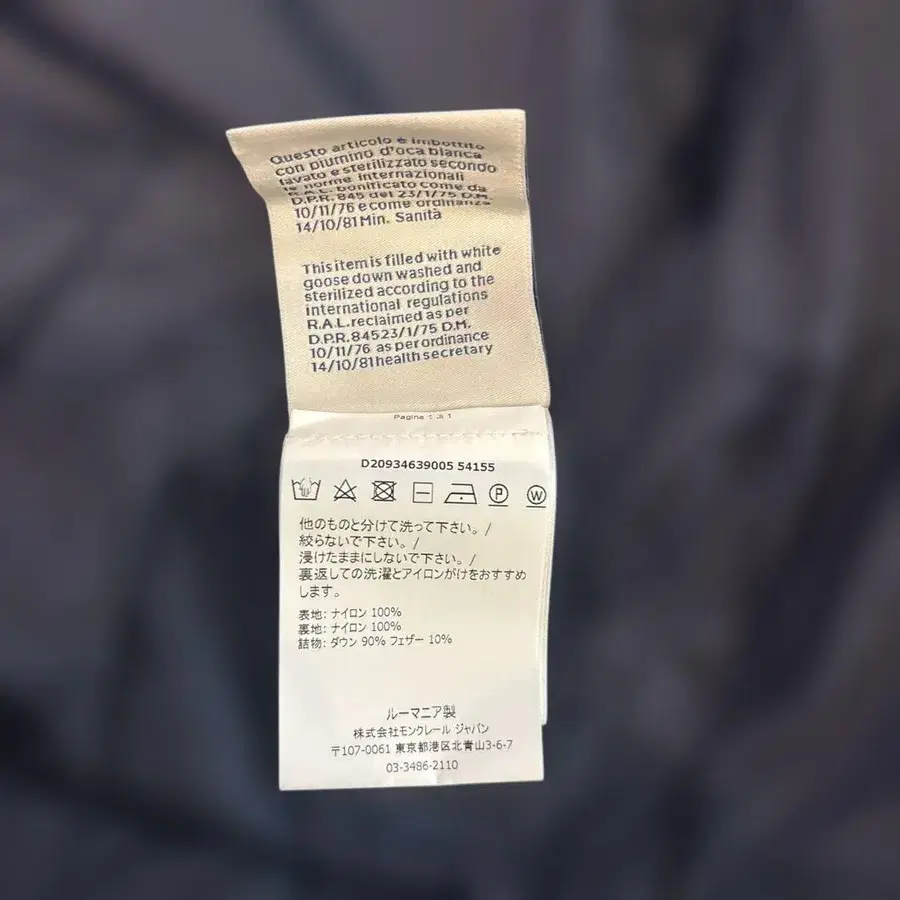 Questo articolo è imbottito
con piumino d'oca bianca
lavato e sterilizzato secondo
le norme internazionali
R.A.L. bonificato come da
D.P.R. 845 del 23/1/75 D.M.
10/11/76 e come ordinanza
14/10/81 Min. Sanità
This item is filled with white
goose down washed and
sterilized according to the
international regulations
R.A.L. reclaimed as per
D.P.R. 84523/1/75 D.M.
10/11/76 as per ordinance
14/10/81 health secretary
Pagina 1 di 1
D20934639005 54155
P W
他のものと分けて洗って下さい。/
絞らないで下さい。/
浸けたままにしないで下さい。/
裏返しての洗濯とアイロンがけをおすすめ
します。
表地: ナイロン 100%
裏地: ナイロン 100%
詰物: ダウン 90% フェザー 10%
ルーマニア製
株式会社モンクレール ジャパン
〒107-0061 東京都港区北青山3-6-7
03-3486-2110